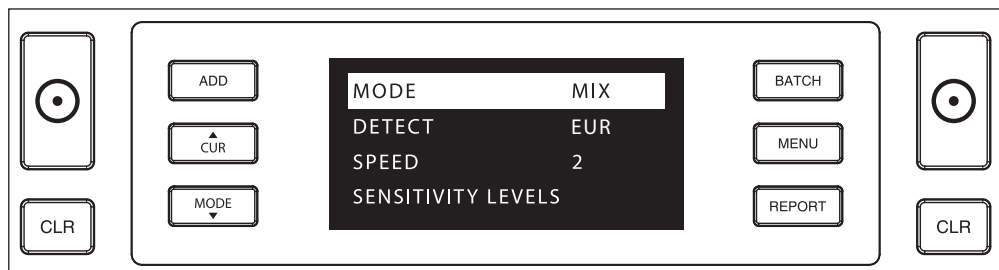 ADD
CUR
MODE
CLR
MODE MIX
DETECT EUR
SPEED 2
SENSITIVITY LEVELS
BATCH
MENU
REPORT
CLR